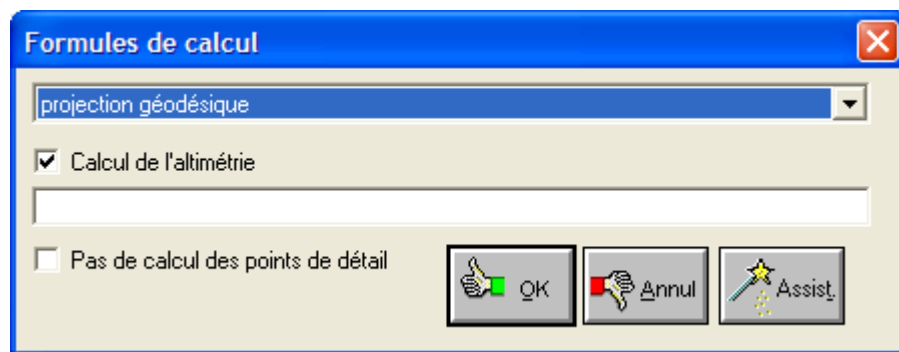 Formules de calcul
projection géodésique
Calcul de l'altimétrie
Pas de calcul des points de détail
OK Annul Assist.